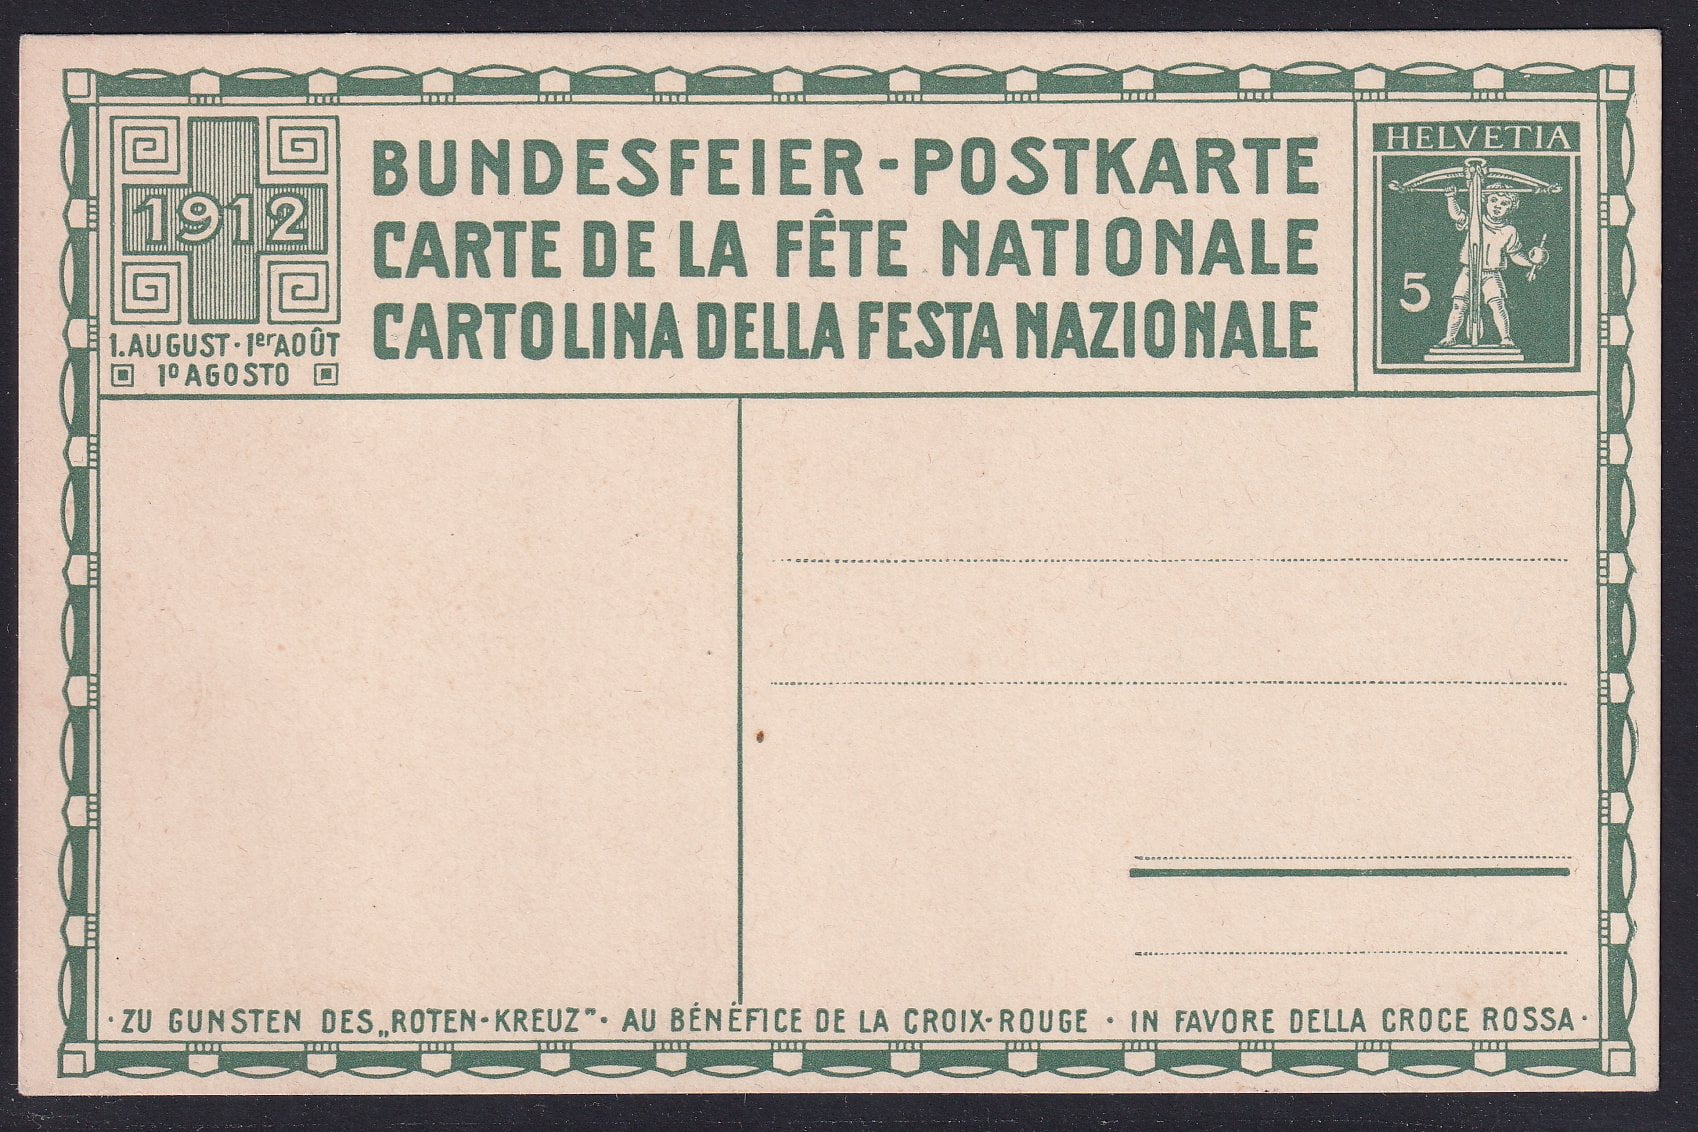 1912
1. AUGUST · 1er AOÛT
1º AGOSTO
BUNDESFEIER-POSTKARTE
CARTE DE LA FÊTE NATIONALE
CARTOLINA DELLA FESTA NAZIONALE
HELVETIA
5
· ZU GUNSTEN DES „ROTEN-KREUZ” · AU BÉNÉFICE DE LA CROIX-ROUGE · IN FAVORE DELLA CROCE ROSSA ·